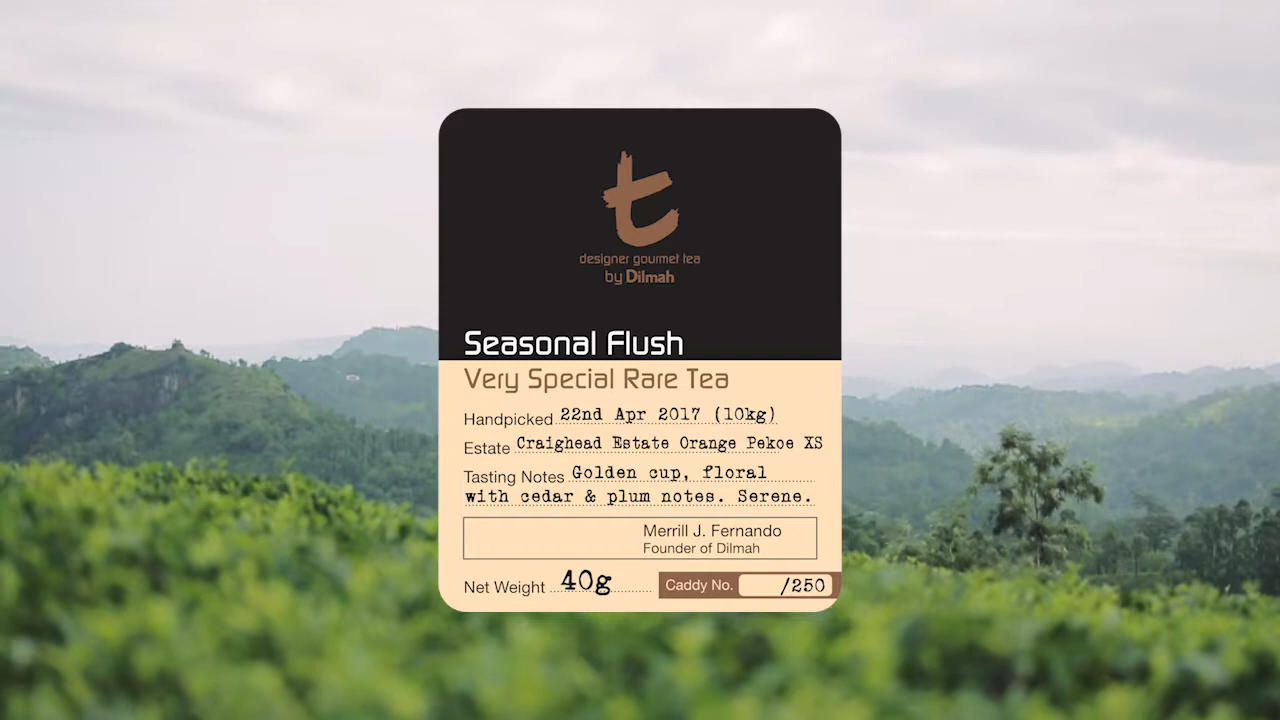 t
designer gourmet tea
by Dilmah
Seasonal Flush
Very Special Rare Tea
Handpicked 22nd Apr 2017 (10kg)
Estate Craighead Estate Orange Pekoe XS
Tasting Notes Golden cup, floral
with cedar & plum notes. Serene.
Merrill J. Fernando
Founder of Dilmah
Net Weight 40g Caddy No. /250